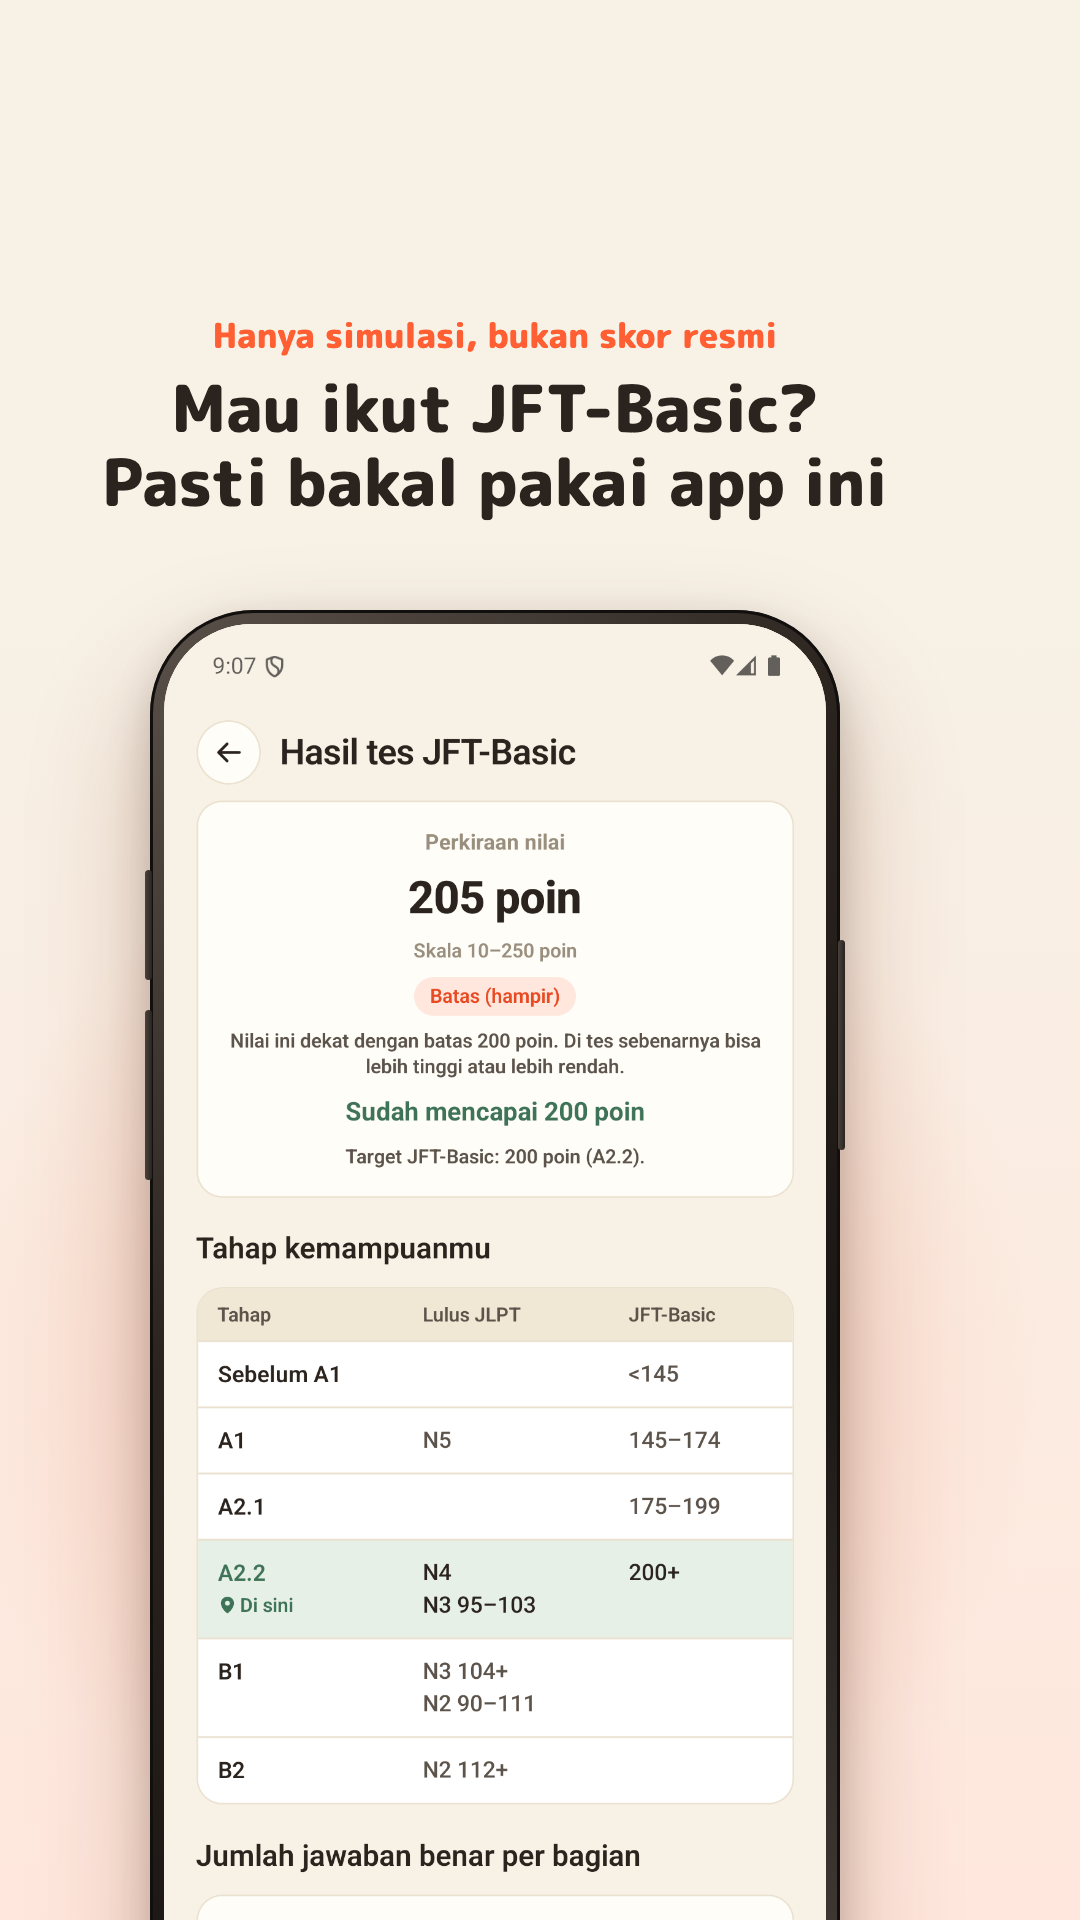 Hanya simulasi, bukan skor resmi
Mau ikut JFT-Basic?
Pasti bakal pakai app ini
9:07
Hasil tes JFT-Basic
Perkiraan nilai
205 poin
Skala 10–250 poin
Batas (hampir)
Nilai ini dekat dengan batas 200 poin. Di tes sebenarnya bisa
lebih tinggi atau lebih rendah.
Sudah mencapai 200 poin
Target JFT-Basic: 200 poin (A2.2).
Tahap kemampuanmu
Tahap Lulus JLPT JFT-Basic
Sebelum A1 <145
A1 N5 145–174
A2.1 175–199
A2.2 N4 200+
Di sini N3 95–103
B1 N3 104+
N2 90–111
B2 N2 112+
Jumlah jawaban benar per bagian